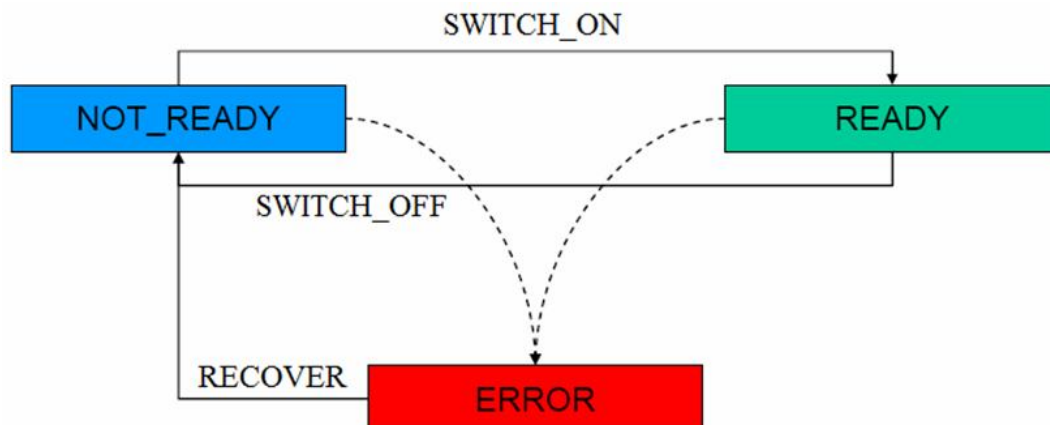 SWITCH_ON
NOT_READY
READY
SWITCH_OFF
RECOVER
ERROR